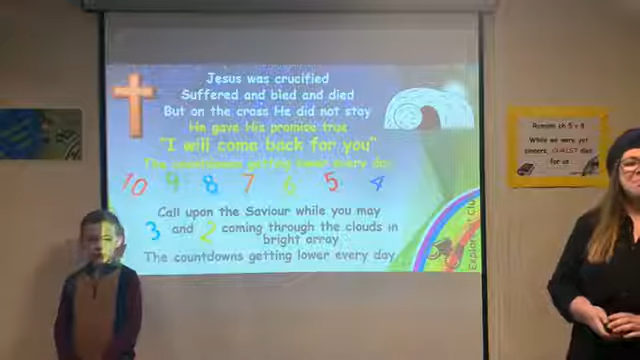 Jesus was crucified
Suffered and bled and died
But on the cross He did not stay
He gave His promise true
"I will come back for you"
The countdowns getting lower every day
10 9 8 7 6 5 4
Call upon the Saviour while you may
3 and 2 coming through the clouds in
bright array
The countdowns getting lower every day
Romans ch 5 v 8
While we were yet
sinners, CHRIST died
for us